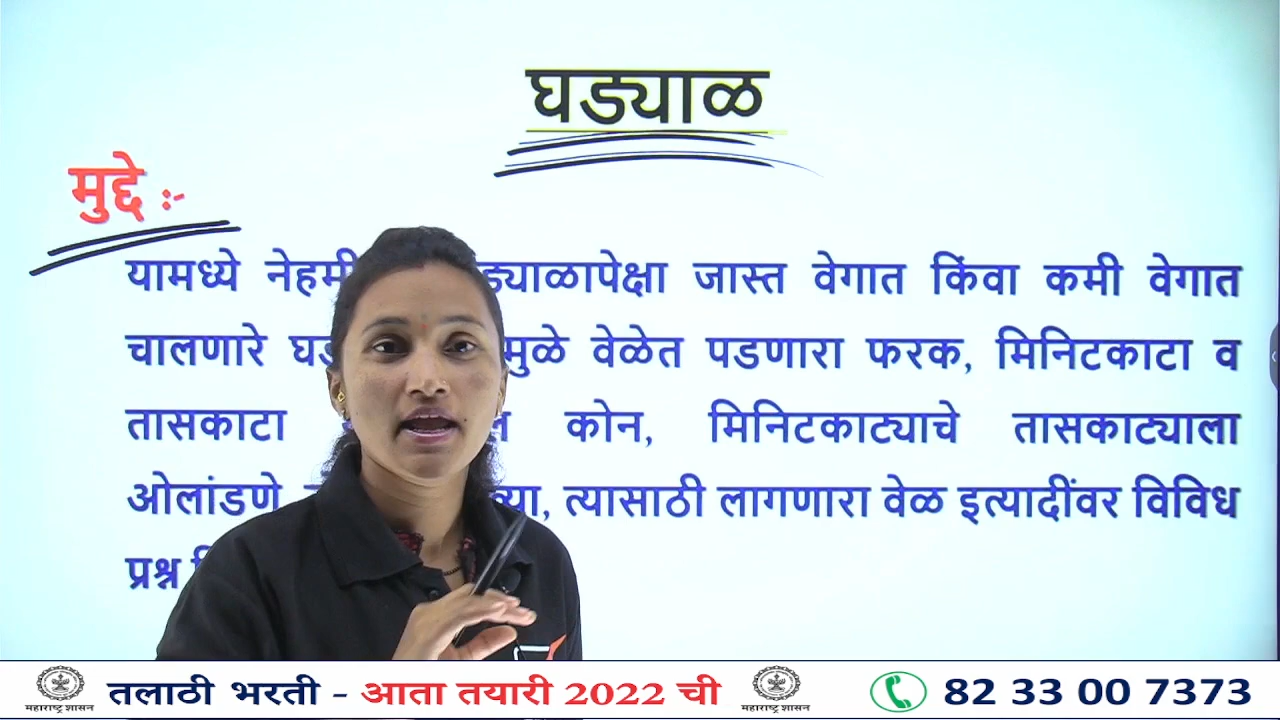 घड्याळ
मुद्दे :-
यामध्ये जास्त वेगात किंवा कमी वेगात
चालणारे वेळेत पडणारा फरक, मिनिटकाटा व
तासकाटा कोन, मिनिटकाट्याचे तासकाट्याला
ओलांडणे त्यासाठी लागणारा वेळ इत्यादींवर विविध
प्रश्न
महाराष्ट्र शासन
तलाठी भरती - आता तयारी 2022 ची
महाराष्ट्र शासन
82 33 00 7373